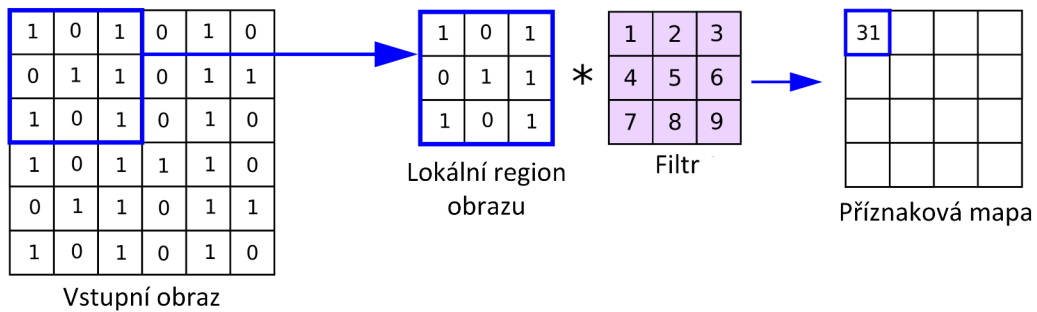 1 0 1 0 1 0
0 1 1 0 1 1
1 0 1 0 1 0
1 0 1 1 1 0
0 1 1 0 1 1
1 0 1 0 1 0
Vstupní obraz
1 0 1
0 1 1
1 0 1
Lokální region
obrazu
*
1 2 3
4 5 6
7 8 9
Filtr
31
Příznaková mapa